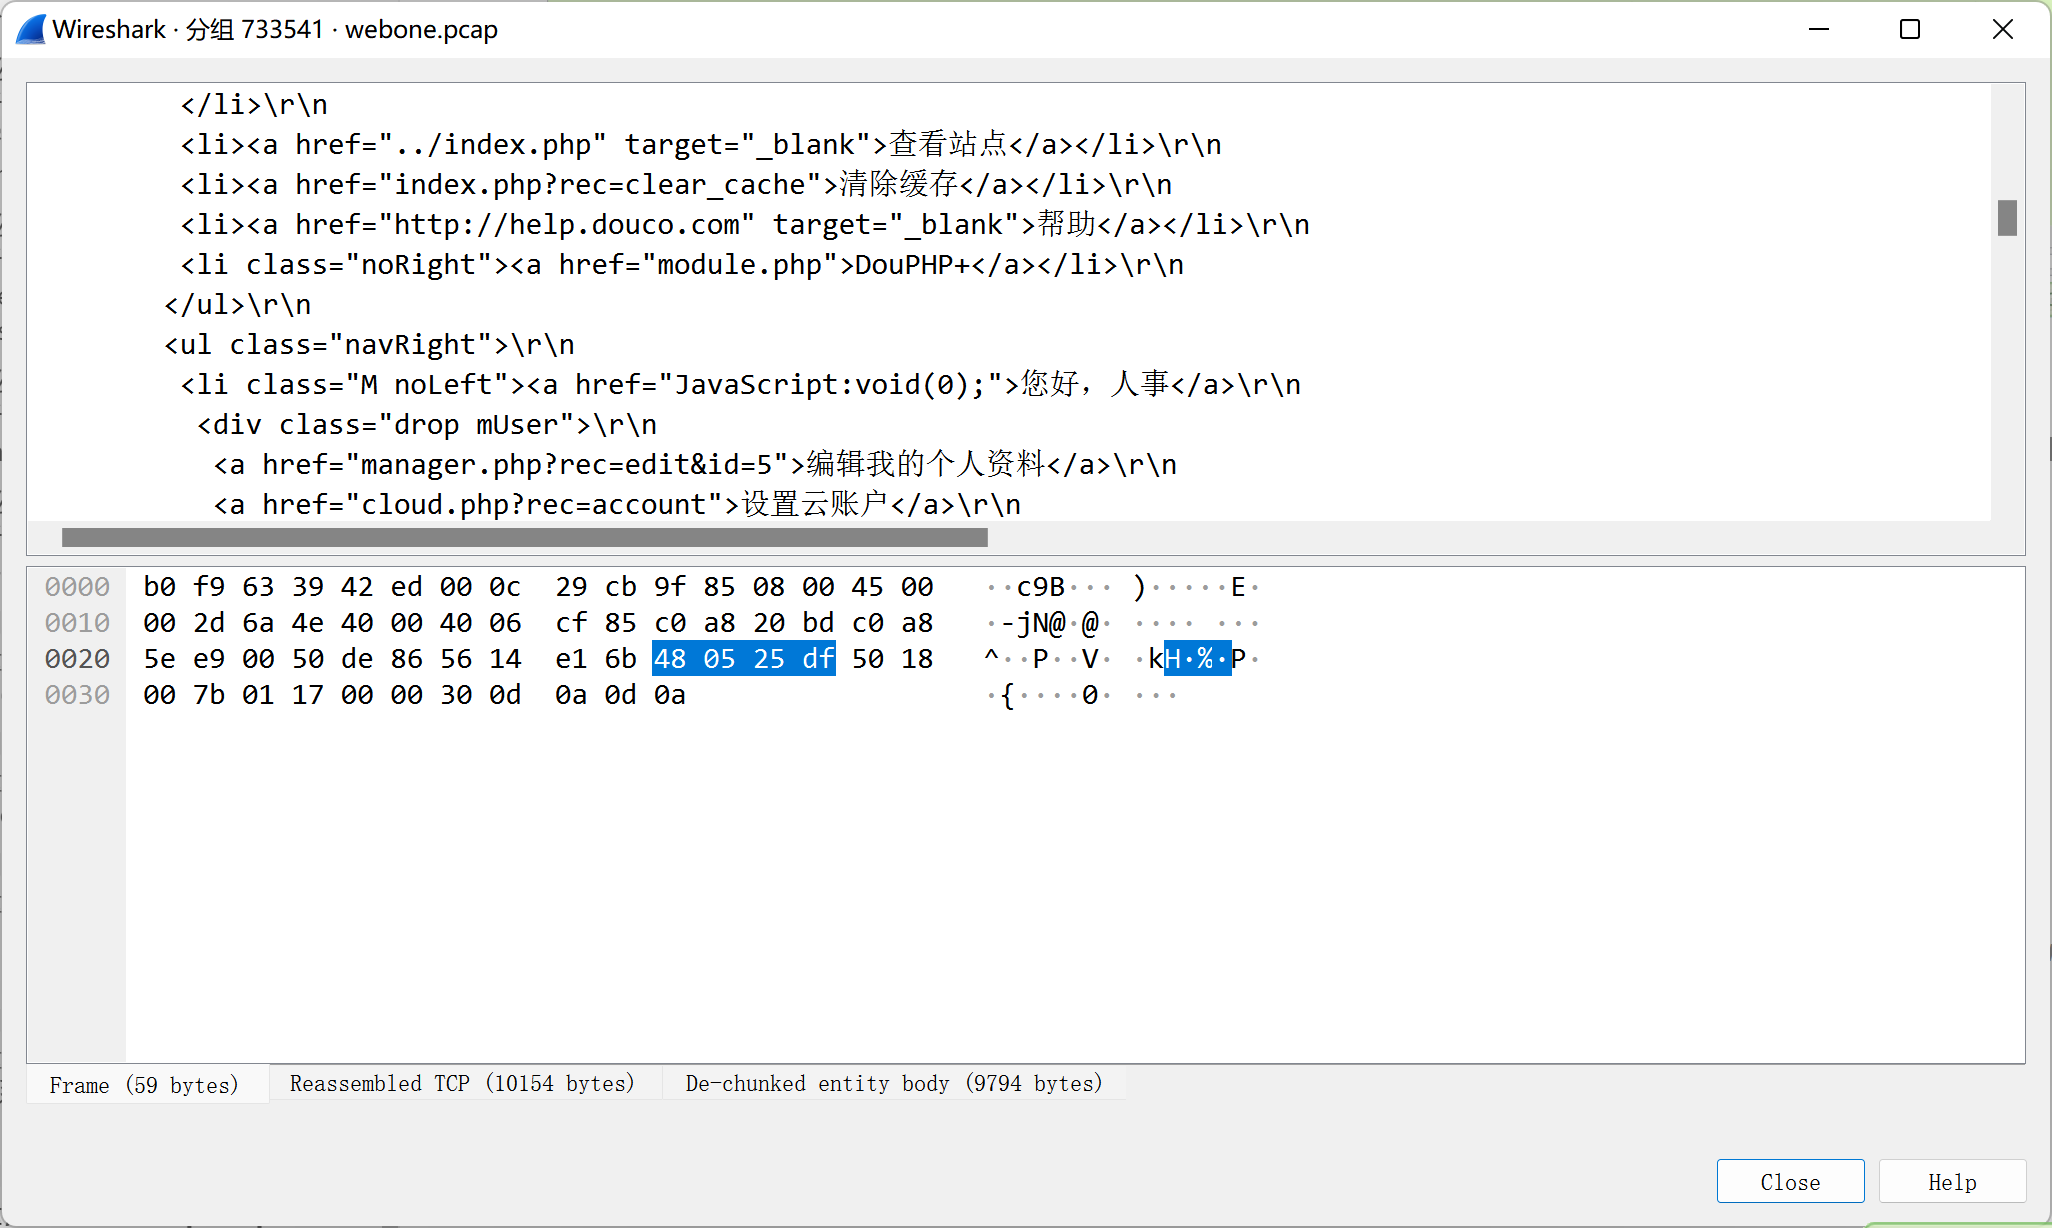 Wireshark · 分组 733541 · webone.pcap
</li>\r\n
<li><a href="../index.php" target="_blank">查看站点</a></li>\r\n
<li><a href="index.php?rec=clear_cache">清除缓存</a></li>\r\n
<li><a href="http://help.douco.com" target="_blank">帮助</a></li>\r\n
<li class="noRight"><a href="module.php">DouPHP+</a></li>\r\n
</ul>\r\n
<ul class="navRight">\r\n
<li class="M noLeft"><a href="JavaScript:void(0);">您好，人事</a>\r\n
<div class="drop mUser">\r\n
<a href="manager.php?rec=edit&id=5">编辑我的个人资料</a>\r\n
<a href="cloud.php?rec=account">设置云账户</a>\r\n
0000 b0 f9 63 39 42 ed 00 0c 29 cb 9f 85 08 00 45 00 ··c9B··· )·····E·
0010 00 2d 6a 4e 40 00 40 06 cf 85 c0 a8 20 bd c0 a8 ·-jN@·@· ···· ···
0020 5e e9 00 50 de 86 56 14 e1 6b 48 05 25 df 50 18 ^··P··V· ·kH·%·P·
0030 00 7b 01 17 00 00 30 0d 0a 0d 0a ·{····0· ···
Frame (59 bytes) Reassembled TCP (10154 bytes) De-chunked entity body (9794 bytes)
Close Help